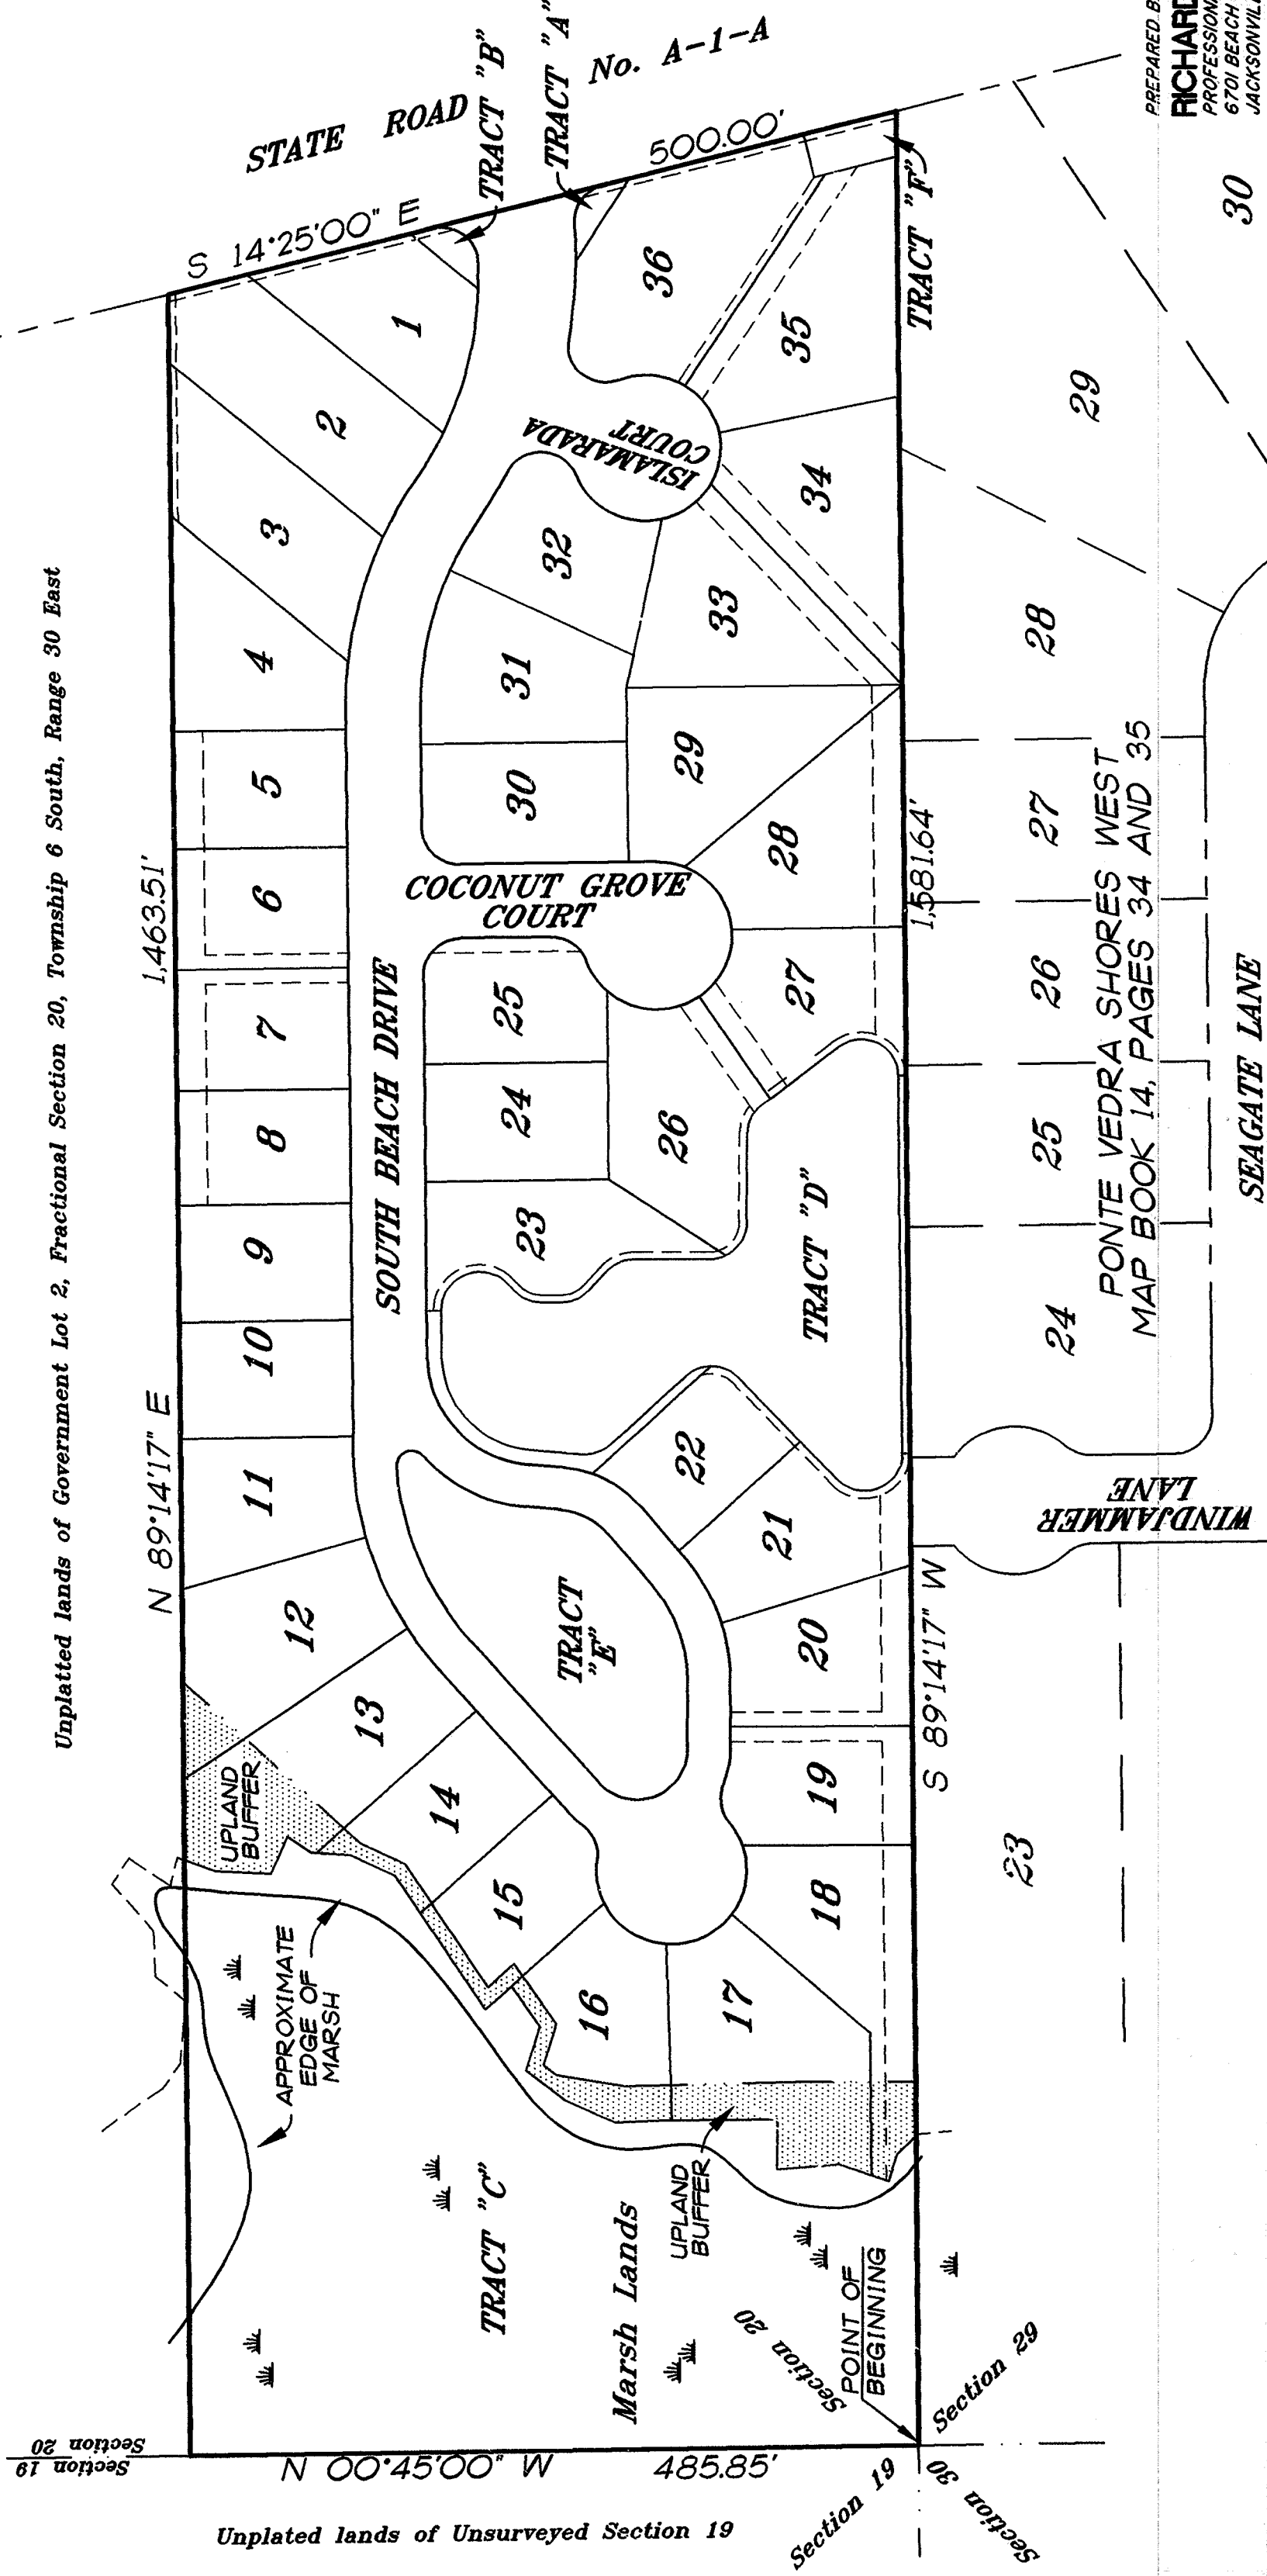 Unplatted lands of Government Lot 2, Fractional Section 20, Township 6 South, Range 30 East
STATE ROAD No. A-1-A
S 14°25'00" E
500.00'
TRACT "B"
TRACT "A"
TRACT "F"
N 89°14'17" E
1,463.51'
1
2
3
4
5
6
7
8
9
10
11
12
13
14
15
16
17
18
19
20
21
22
23
24
25
26
27
28
29
30
31
32
33
34
35
36
ISLAMARADA
COURT
COCONUT GROVE
COURT
SOUTH BEACH DRIVE
TRACT "D"
TRACT
"E"
UPLAND
BUFFER
APPROXIMATE
EDGE OF
MARSH
TRACT "C"
Marsh Lands
UPLAND
BUFFER
POINT OF
BEGINNING
Section 20
Section 29
Section 19
Section 30
Section 19
Section 20
N 00°45'00" W
485.85'
Unplated lands of Unsurveyed Section 19
S 89°14'17" W
1,581.64'
23
24
25
26
27
28
29
30
PONTE VEDRA SHORES WEST
MAP BOOK 14, PAGES 34 AND 35
WINDJAMMER
LANE
SEAGATE LANE
PREPARED B
RICHARD
PROFESSION
6701 BEACH
JACKSONVIL